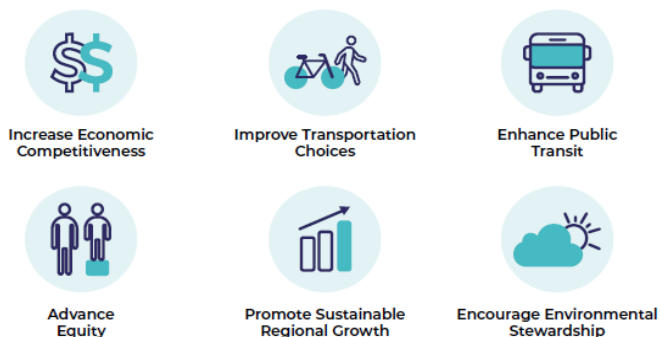 Increase Economic
Competitiveness
Improve Transportation
Choices
Enhance Public
Transit
Advance
Equity
Promote Sustainable
Regional Growth
Encourage Environmental
Stewardship